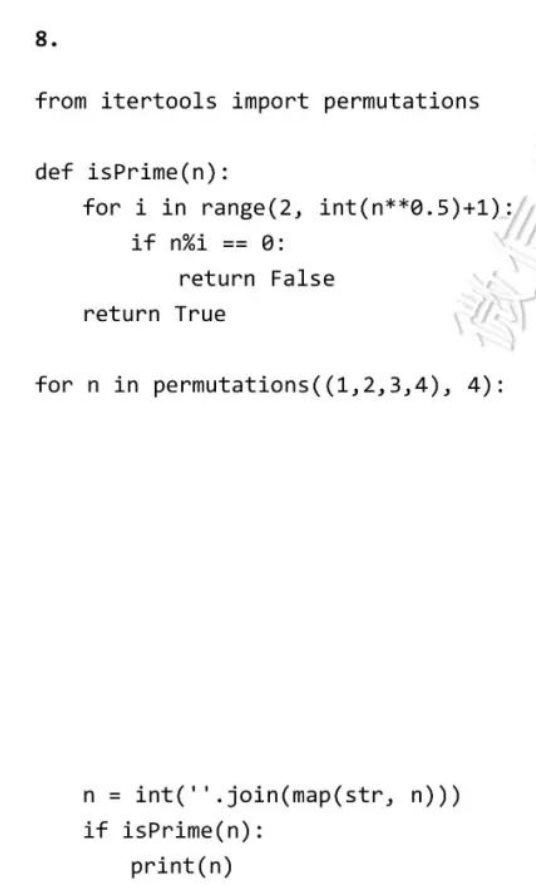 8.
from itertools import permutations
def isPrime(n):
    for i in range(2, int(n**0.5)+1):
        if n%i == 0:
            return False
    return True
for n in permutations((1,2,3,4), 4):
    n = int(''.join(map(str, n)))
    if isPrime(n):
        print(n)